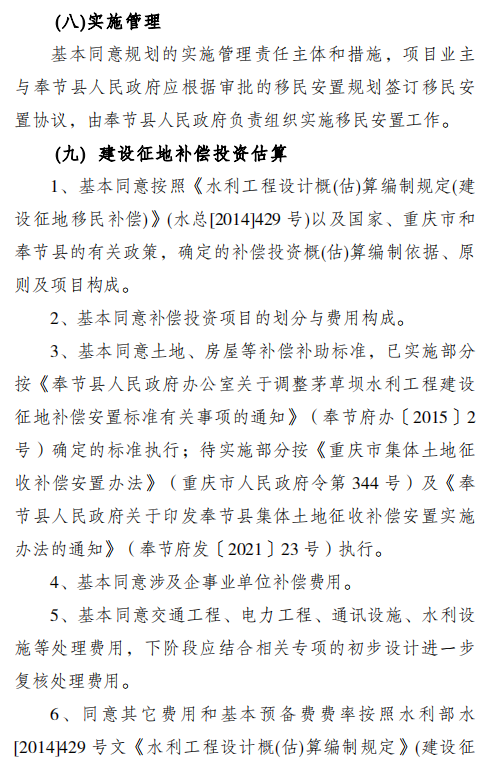 (八)实施管理
基本同意规划的实施管理责任主体和措施，项目业主
与奉节县人民政府应根据审批的移民安置规划签订移民安
置协议，由奉节县人民政府负责组织实施移民安置工作。
(九) 建设征地补偿投资估算
1、基本同意按照《水利工程设计概(估)算编制规定(建
设征地移民补偿)》(水总[2014]429 号)以及国家、重庆市和
奉节县的有关政策，确定的补偿投资概(估)算编制依据、原
则及项目构成。
2、基本同意补偿投资项目的划分与费用构成。
3、基本同意土地、房屋等补偿补助标准，已实施部分
按《奉节县人民政府办公室关于调整茅草坝水利工程建设
征地补偿安置标准有关事项的通知》（奉节府办〔2015〕2
号）确定的标准执行；待实施部分按《重庆市集体土地征
收补偿安置办法》（重庆市人民政府令第 344 号）及《奉
节县人民政府关于印发奉节县集体土地征收补偿安置实施
办法的通知》（奉节府发〔2021〕23 号）执行。
4、基本同意涉及企事业单位补偿费用。
5、基本同意交通工程、电力工程、通讯设施、水利设
施等处理费用，下阶段应结合相关专项的初步设计进一步
复核处理费用。
6、同意其它费用和基本预备费费率按照水利部水
[2014]429 号文《水利工程设计概(估)算编制规定》(建设征